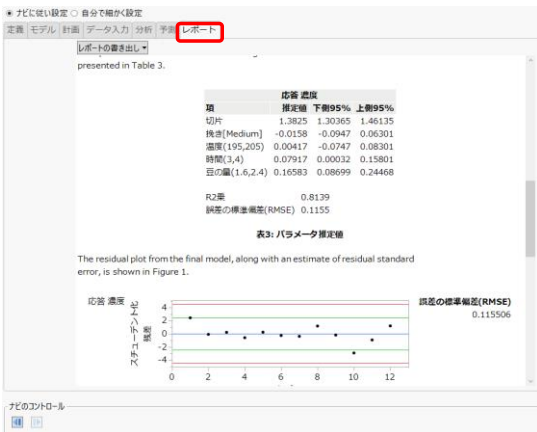 ナビに従い設定 自分で細かく設定
定義 モデル 計画 データ入力 分析 予測 レポート
レポートの書き出し
presented in Table 3.
応答 濃度
項 推定値 下側95% 上側95%
切片 1.3825 1.30365 1.46135
挽き[Medium] -0.0158 -0.0947 0.06301
温度(195,205) 0.00417 -0.0747 0.08301
時間(3,4) 0.07917 0.00032 0.15801
豆の量(1.6,2.4) 0.16583 0.08699 0.24468
R2乗 0.8139
誤差の標準偏差(RMSE) 0.1155
表3: パラメータ推定値
The residual plot from the final model, along with an estimate of residual standard
error, is shown in Figure 1.
応答 濃度
スチューデント化
残差
4
2
0
-2
-4
0 2 4 6 8 10 12
誤差の標準偏差(RMSE)
0.115506
ナビのコントロール